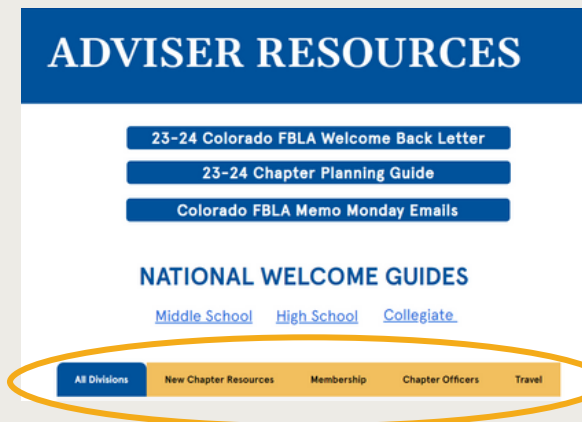 ADVISER RESOURCES
23-24 Colorado FBLA Welcome Back Letter
23-24 Chapter Planning Guide
Colorado FBLA Memo Monday Emails
NATIONAL WELCOME GUIDES
Middle School High School Collegiate
All Divisions New Chapter Resources Membership Chapter Officers Travel